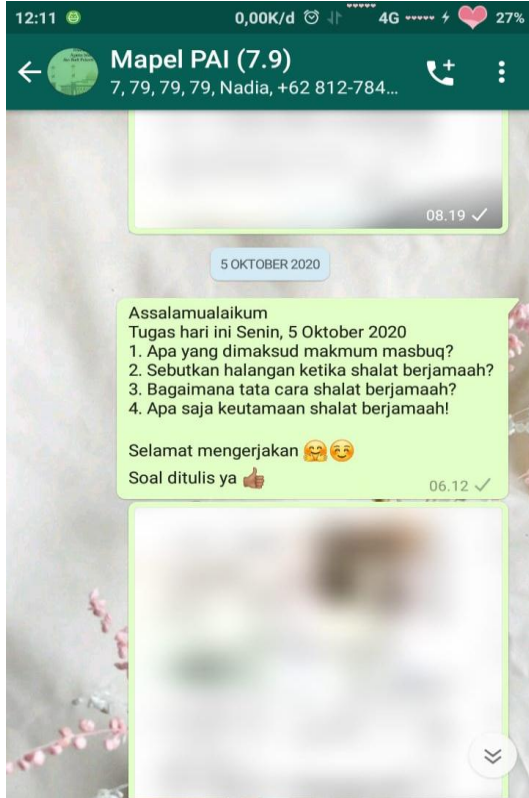 12:11 0,00K/d 4G 27%
Mapel PAI (7.9)
7, 79, 79, 79, Nadia, +62 812-784...
08.19
5 OKTOBER 2020
Assalamualaikum
Tugas hari ini Senin, 5 Oktober 2020
1. Apa yang dimaksud makmum masbuq?
2. Sebutkan halangan ketika shalat berjamaah?
3. Bagaimana tata cara shalat berjamaah?
4. Apa saja keutamaan shalat berjamaah!
Selamat mengerjakan 🤗☺️
Soal ditulis ya 👍🏾
06.12